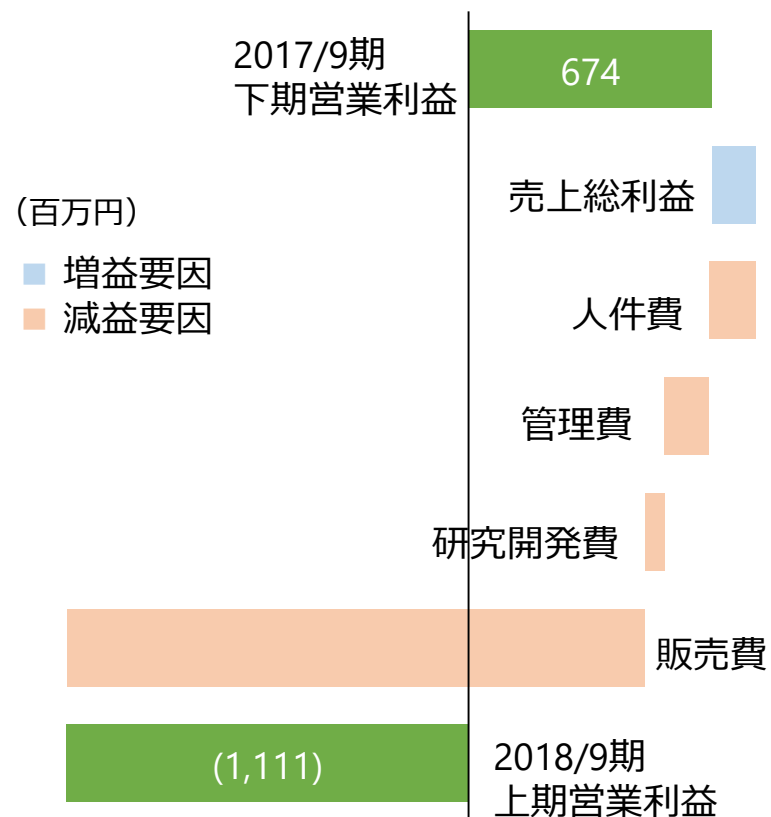 2017/9期
下期営業利益
674
売上総利益
（百万円）
増益要因
減益要因
人件費
管理費
研究開発費
販売費
(1,111)
2018/9期
上期営業利益